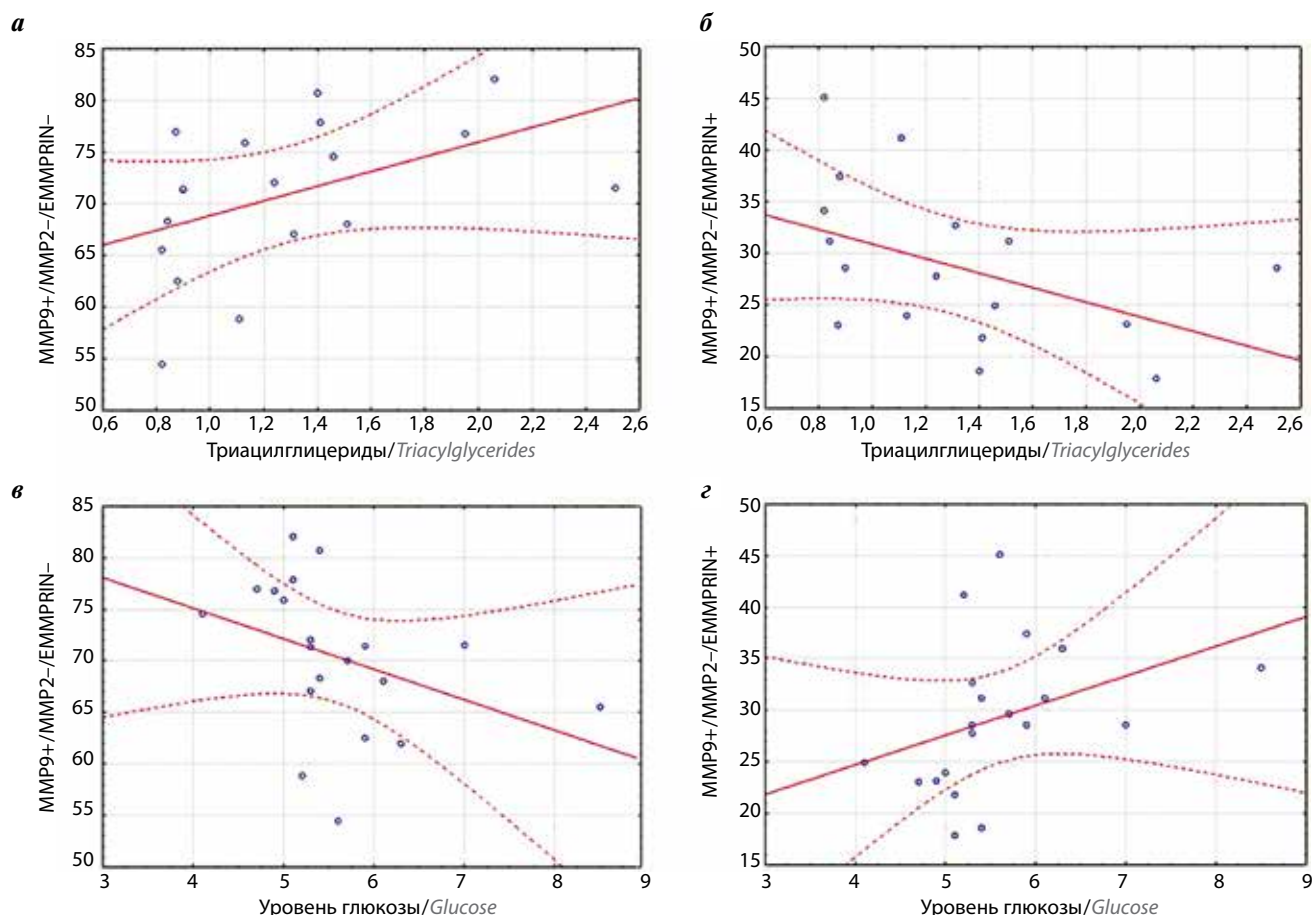 а
MMP9+/MMP2–/EMMPRIN–
85
80
75
70
65
60
55
50
0,6 0,8 1,0 1,2 1,4 1,6 1,8 2,0 2,2 2,4 2,6
Триацилглицериды/Triacylglycerides
б
MMP9+/MMP2–/EMMPRIN+
50
45
40
35
30
25
20
15
0,6 0,8 1,0 1,2 1,4 1,6 1,8 2,0 2,2 2,4 2,6
Триацилглицериды/Triacylglycerides
в
MMP9+/MMP2–/EMMPRIN–
85
80
75
70
65
60
55
50
3 4 5 6 7 8 9
Уровень глюкозы/Glucose
г
MMP9+/MMP2–/EMMPRIN+
50
45
40
35
30
25
20
15
3 4 5 6 7 8 9
Уровень глюкозы/Glucose